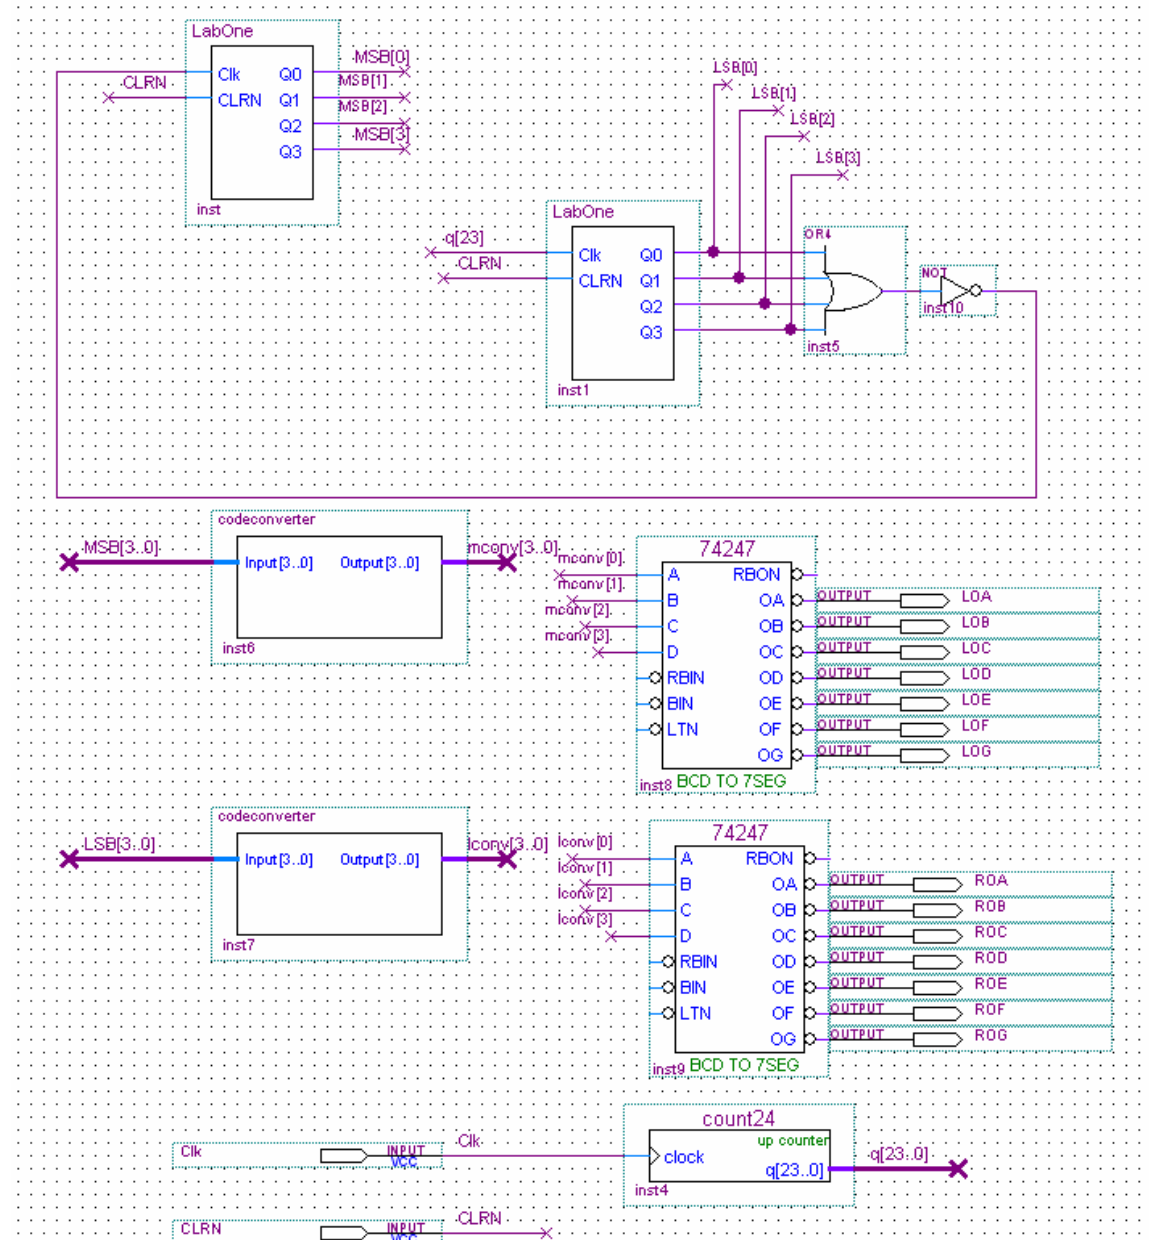 LabOne
Clk Q0 MSB[0]
CLRN CLRN Q1 MSB[1]
Q2 MSB[2]
Q3 MSB[3]
inst
LSB[0]
LSB[1]
LSB[2]
LSB[3]
LabOne
q[23] Clk Q0
CLRN CLRN Q1
Q2
Q3
inst1
OR4
inst5
NOT
inst10
codeconverter
MSB[3..0] Input[3..0] Output[3..0] mconv[3..0]
inst6
74247
mconv[0] A RBON
mconv[1] B OA OUTPUT LOA
mconv[2] C OB OUTPUT LOB
mconv[3] D OC OUTPUT LOC
RBIN OD OUTPUT LOD
BIN OE OUTPUT LOE
LTN OF OUTPUT LOF
OG OUTPUT LOG
inst8 BCD TO 7SEG
codeconverter
LSB[3..0] Input[3..0] Output[3..0] lconv[3..0]
inst7
74247
lconv[0] A RBON
lconv[1] B OA OUTPUT ROA
lconv[2] C OB OUTPUT ROB
lconv[3] D OC OUTPUT ROC
RBIN OD OUTPUT ROD
BIN OE OUTPUT ROE
LTN OF OUTPUT ROF
OG OUTPUT ROG
inst9 BCD TO 7SEG
count24
up counter
Clk INPUT VCC Clk clock q[23..0] q[23..0]
inst4
CLRN INPUT CLRN